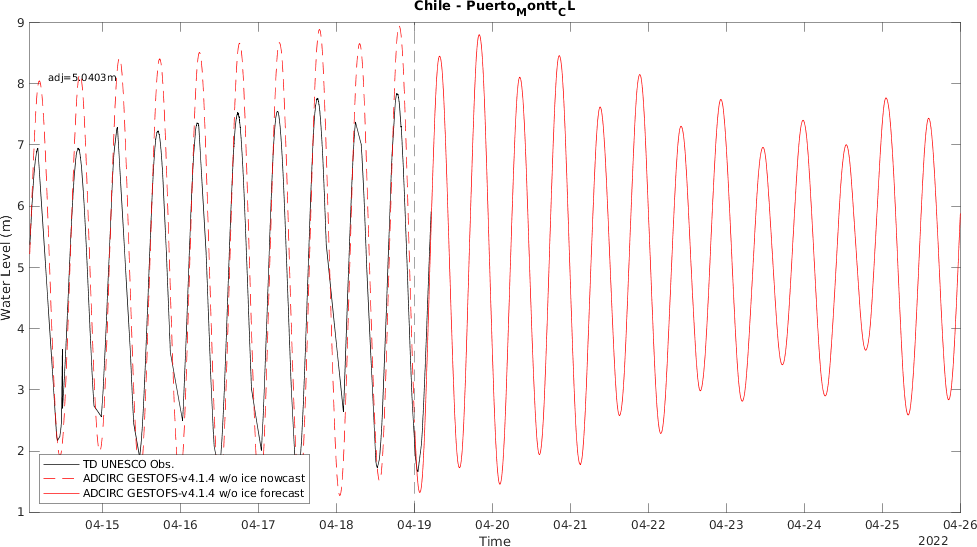 Chile - Puerto_Montt_CL
9
8
7
6
5
4
3
2
1
Water Level (m)
adj=5.0403m
TD UNESCO Obs.
ADCIRC GESTOFS-v4.1.4 w/o ice nowcast
ADCIRC GESTOFS-v4.1.4 w/o ice forecast
04-15 04-16 04-17 04-18 04-19 04-20 04-21 04-22 04-23 04-24 04-25 04-26
Time
2022